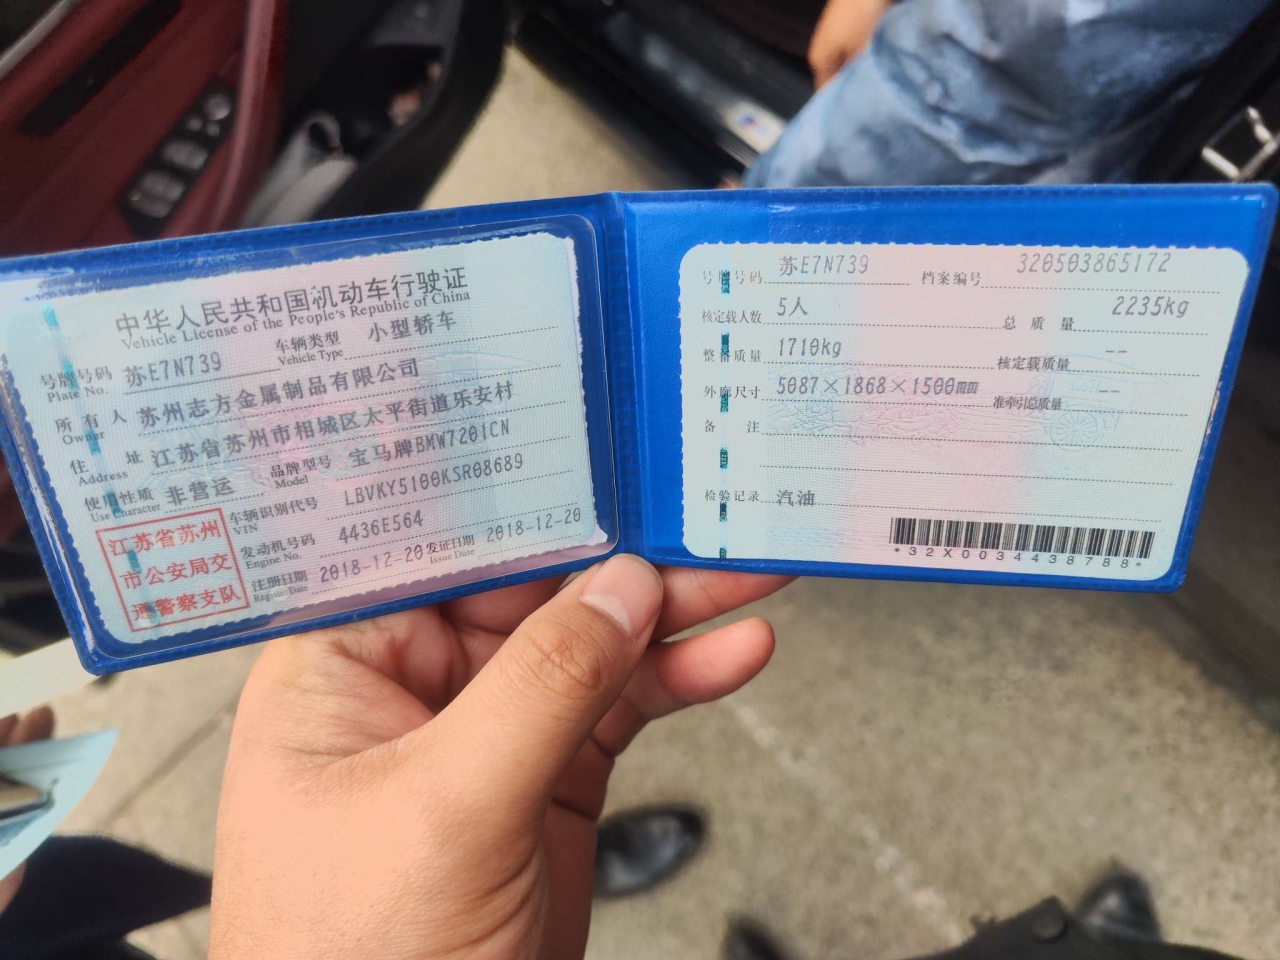 中华人民共和国机动车行驶证
Vehicle License of the People's Republic of China
号牌号码 苏E7N739 车辆类型 小型轿车
Plate No. Vehicle Type
所有人 苏州志方金属制品有限公司
Owner
住址 江苏省苏州市相城区太平街道乐安村
Address
使用性质 非营运 品牌型号 宝马牌BMW7201CN
Use Character Model
江苏省苏州
市公安局交
通警察支队
车辆识别代号 LBVKY5100KSR08689
VIN
发动机号码 4436E564
Engine No.
注册日期 2018-12-20 发证日期 2018-12-20
Register Date Issue Date
号牌号码 苏E7N739 档案编号 320503865172
核定载人数 5人 总质量 2235kg
整备质量 1710kg 核定载质量 --
外廓尺寸 5087×1868×1500mm 准牵引总质量 --
备注
检验记录 汽油
*32X0034438788*